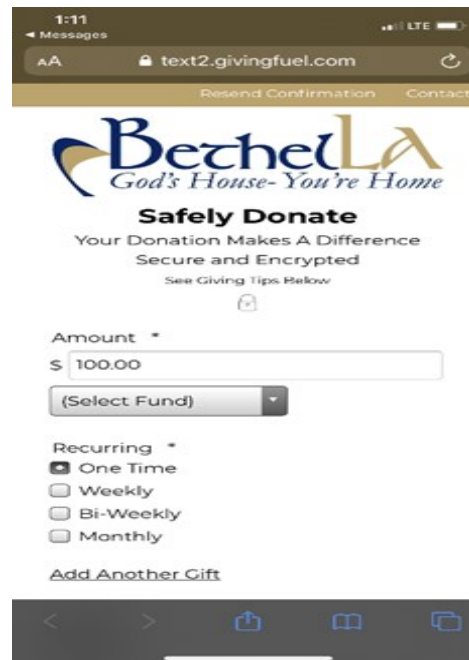 1:11
LTE
◄ Messages
AA
text2.givingfuel.com
Resend Confirmation Contact
BethelLA
God's House- You're Home
Safely Donate
Your Donation Makes A Difference
Secure and Encrypted
See Giving Tips Below
Amount *
$ 100.00
(Select Fund)
Recurring *
One Time
Weekly
Bi-Weekly
Monthly
Add Another Gift